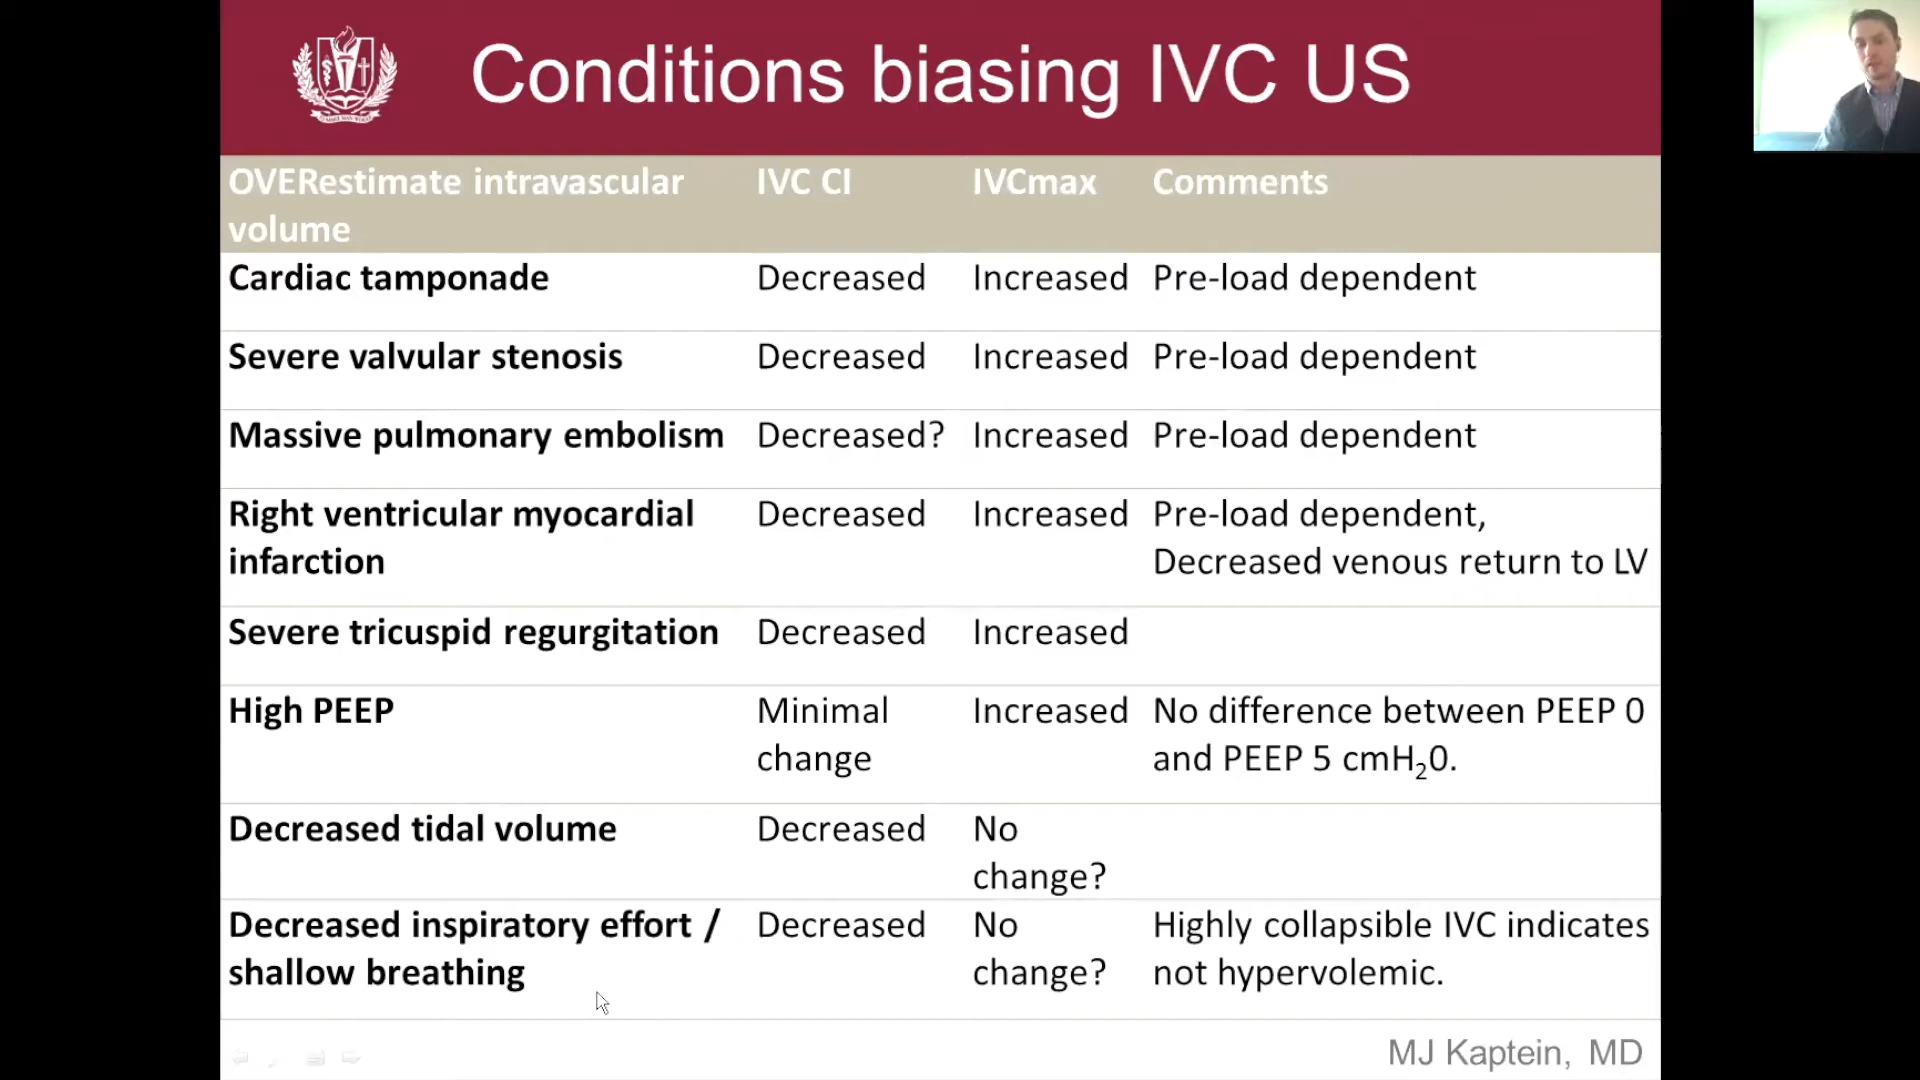 Conditions biasing IVC US
OVERestimate intravascular volume IVC CI IVCmax Comments
Cardiac tamponade Decreased Increased Pre-load dependent
Severe valvular stenosis Decreased Increased Pre-load dependent
Massive pulmonary embolism Decreased? Increased Pre-load dependent
Right ventricular myocardial infarction Decreased Increased Pre-load dependent, Decreased venous return to LV
Severe tricuspid regurgitation Decreased Increased
High PEEP Minimal change Increased No difference between PEEP 0 and PEEP 5 cmH₂0.
Decreased tidal volume Decreased No change?
Decreased inspiratory effort / shallow breathing Decreased No change? Highly collapsible IVC indicates not hypervolemic.
MJ Kaptein, MD